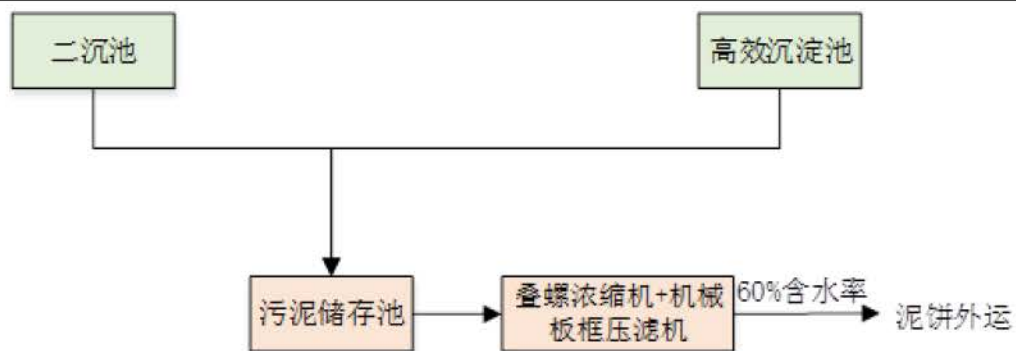 二沉池
高效沉淀池
污泥储存池
叠螺浓缩机+机械
板框压滤机
60%含水率
泥饼外运